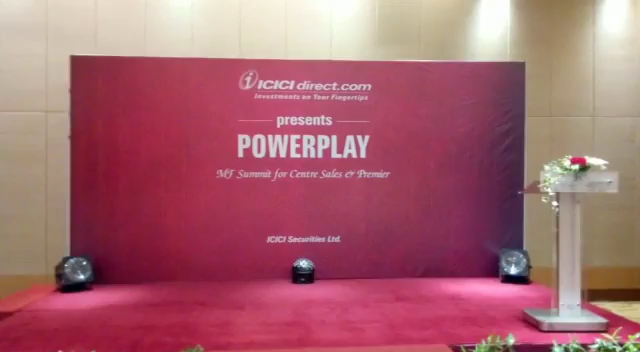 ICICI direct.com
Investments on Your Fingertips
presents
POWERPLAY
MF Summit for Centre Sales & Premier
ICICI Securities Ltd.